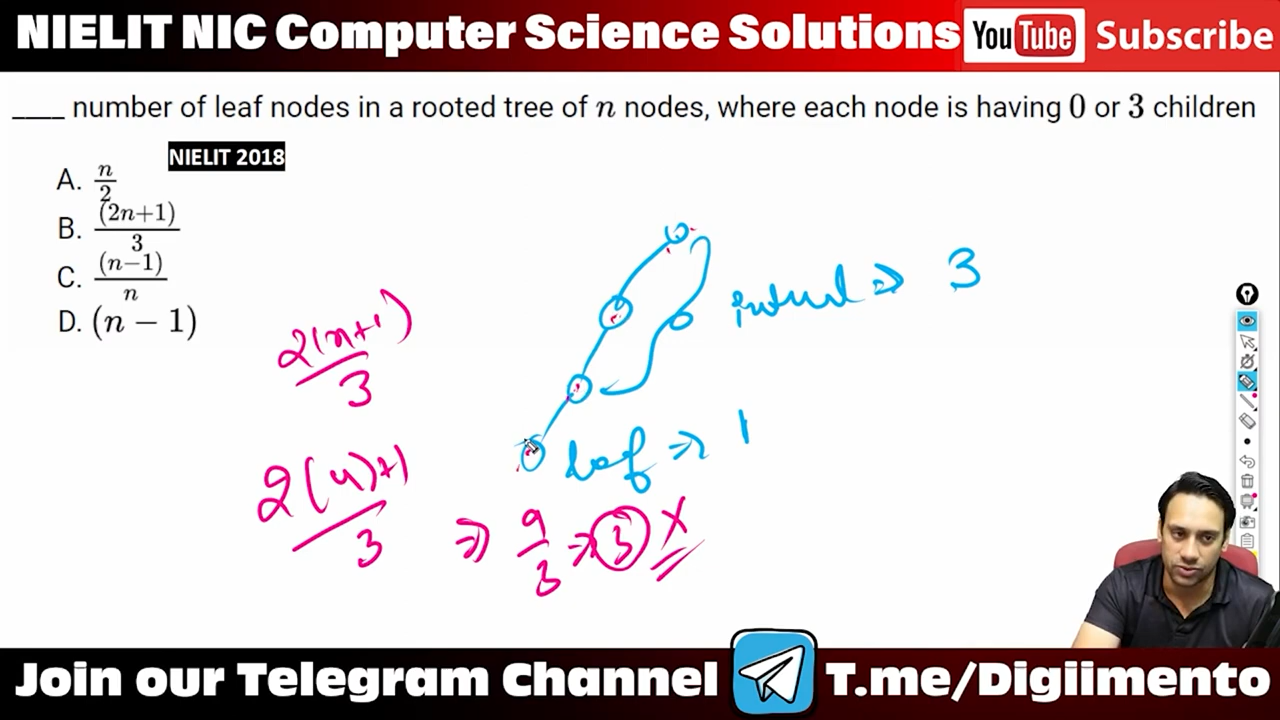 NIELIT NIC Computer Science Solutions YouTube Subscribe
____ number of leaf nodes in a rooted tree of n nodes, where each node is having 0 or 3 children
NIELIT 2018
A. n/2
B. (2n+1)/3
C. (n−1)/n
D. (n − 1)
2(n+1)/3
⇒ 3
leaf ⇒ 1
2(4)+1/3 ⇒ 9/3 ⇒ 3 X
Join our Telegram Channel T.me/Digiimento